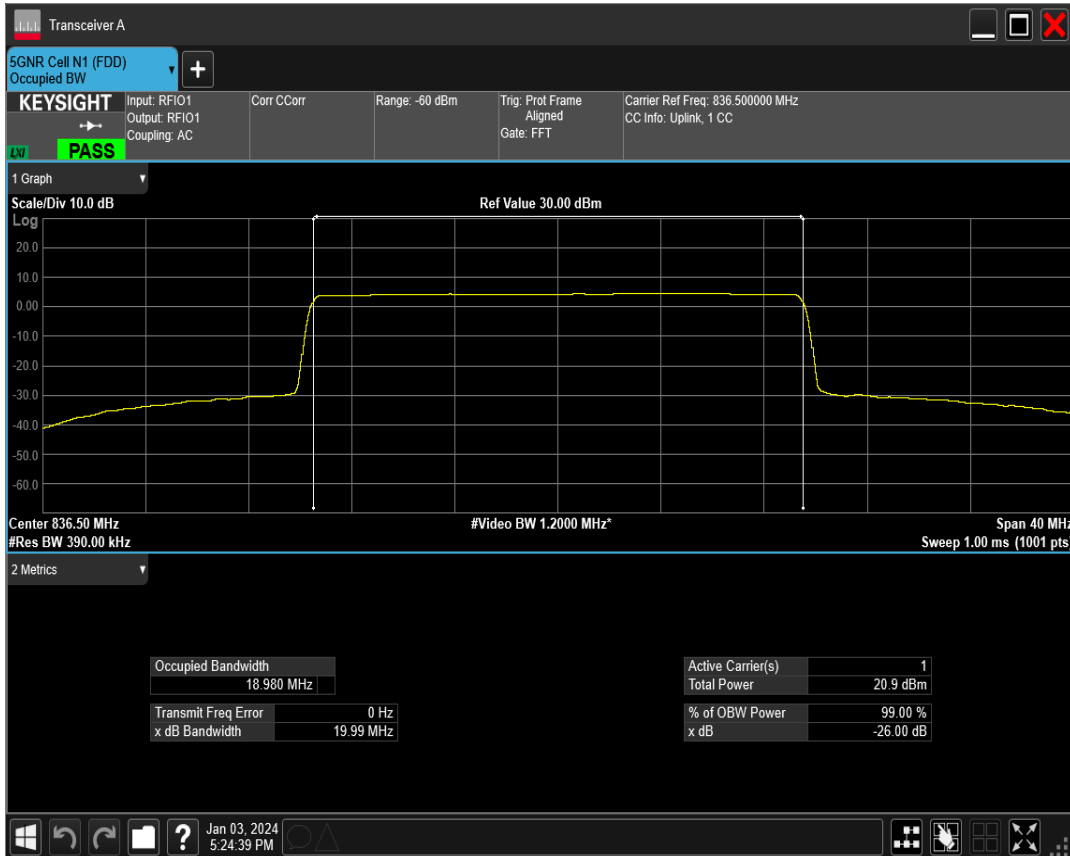 Transceiver A
5GNR Cell N1 (FDD)
Occupied BW
+
KEYSIGHT
LXI
PASS
Input: RFIO1
Output: RFIO1
Coupling: AC
Corr CCorr
Range: -60 dBm
Trig: Prot Frame
Aligned
Gate: FFT
Carrier Ref Freq: 836.500000 MHz
CC Info: Uplink, 1 CC
1 Graph
Scale/Div 10.0 dB
Ref Value 30.00 dBm
Log
20.0
10.0
0.00
-10.0
-20.0
-30.0
-40.0
-50.0
-60.0
Center 836.50 MHz
#Video BW 1.2000 MHz*
Span 40 MHz
#Res BW 390.00 kHz
Sweep 1.00 ms (1001 pts)
2 Metrics
Occupied Bandwidth
18.980 MHz
Transmit Freq Error 0 Hz
x dB Bandwidth 19.99 MHz
Active Carrier(s) 1
Total Power 20.9 dBm
% of OBW Power 99.00 %
x dB -26.00 dB
?
Jan 03, 2024
5:24:39 PM